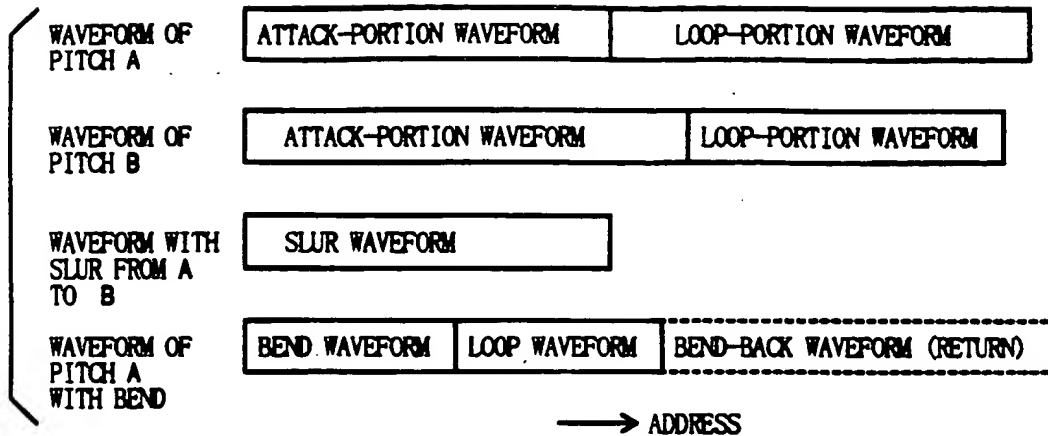 WAVEFORM OF
PITCH A
ATTACK-PORTION WAVEFORM
LOOP-PORTION WAVEFORM
WAVEFORM OF
PITCH B
ATTACK-PORTION WAVEFORM
LOOP-PORTION WAVEFORM
WAVEFORM WITH
SLUR FROM A
TO B
SLUR WAVEFORM
WAVEFORM OF
PITCH A
WITH BEND
BEND WAVEFORM
LOOP WAVEFORM
BEND-BACK WAVEFORM (RETURN)
ADDRESS